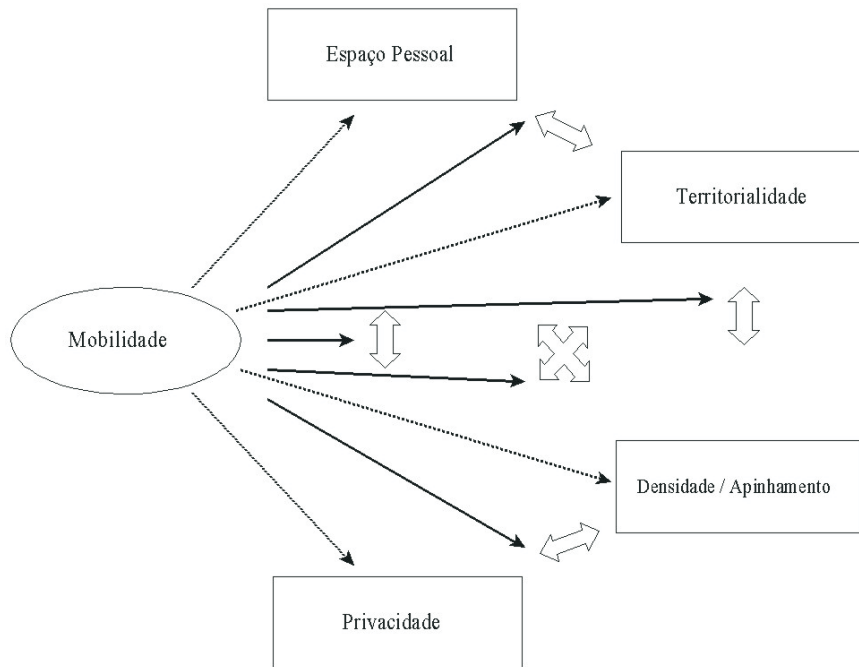 Espaço Pessoal
Territorialidade
Mobilidade
Densidade / Apinhamento
Privacidade